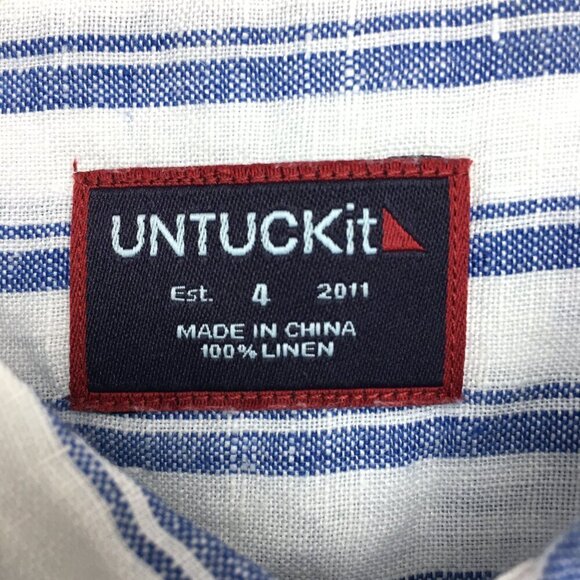 UNTUCKit
Est. 4 2011
MADE IN CHINA
100% LINEN